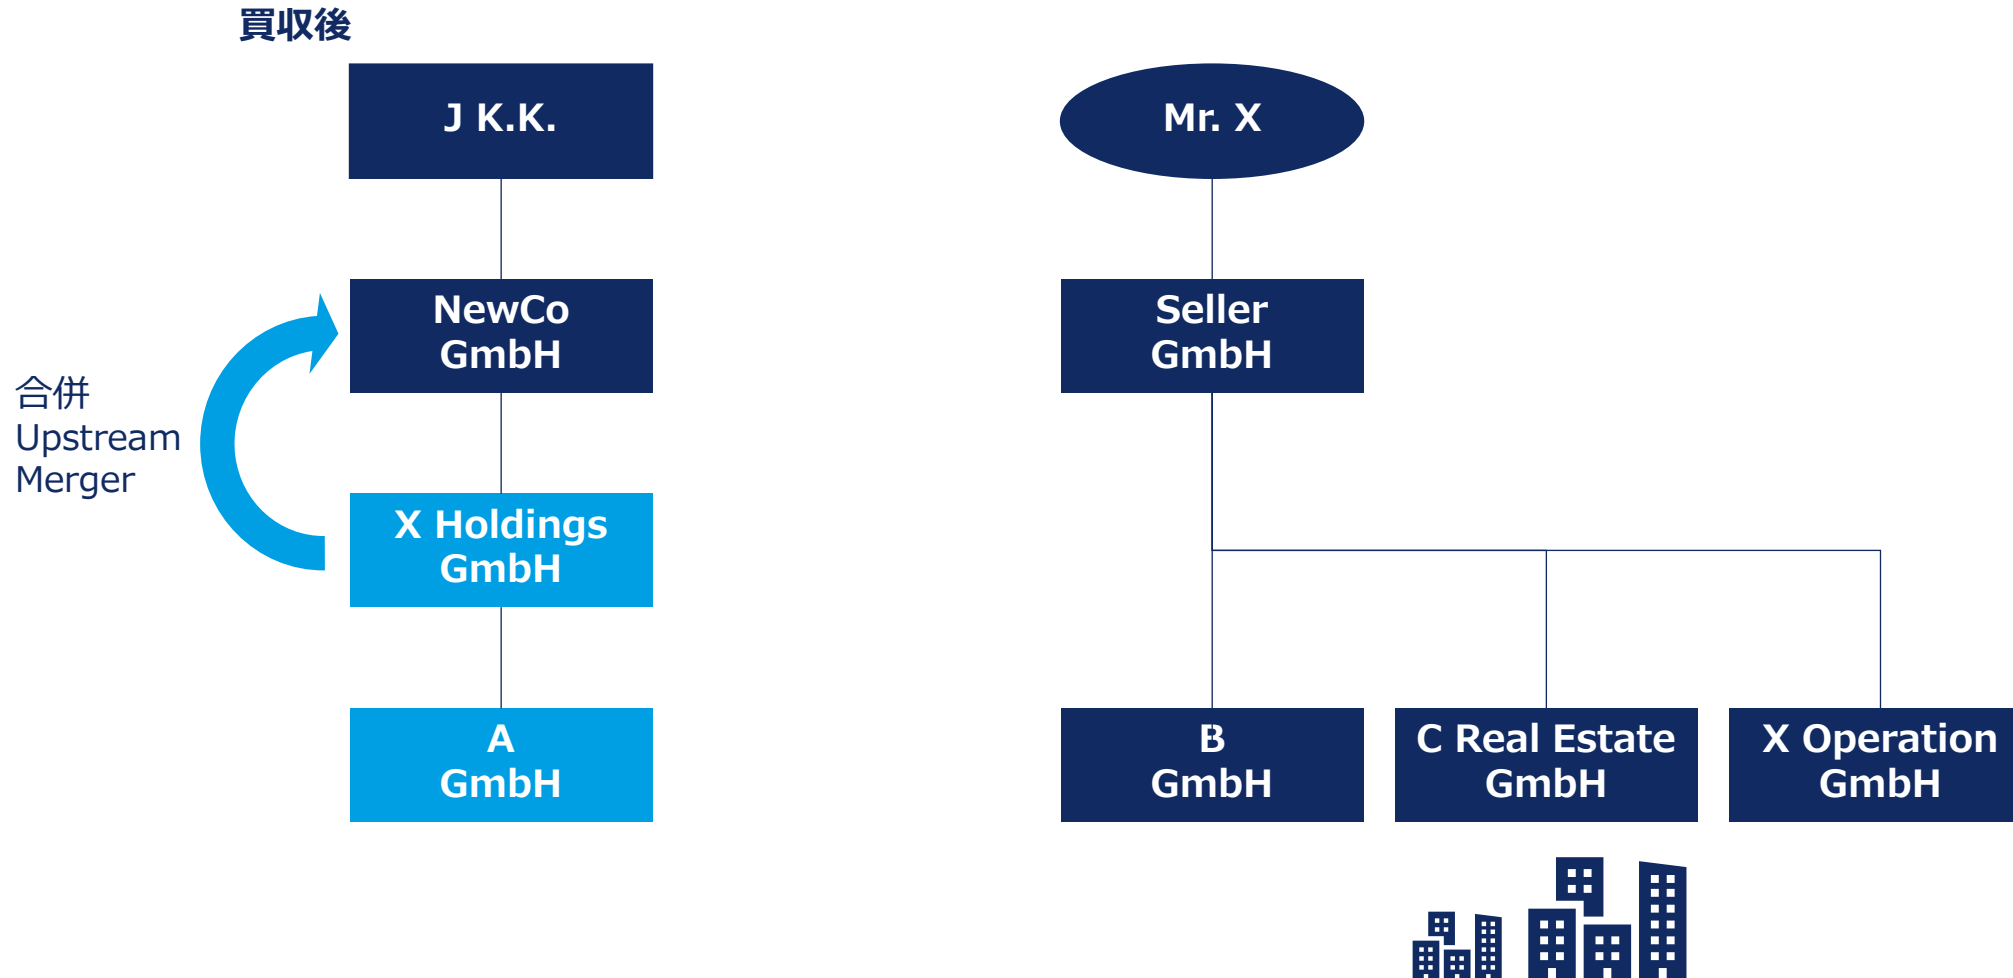 買収後
J K.K.
Mr. X
NewCo
GmbH
Seller
GmbH
合併
Upstream
Merger
X Holdings
GmbH
A
GmbH
B
GmbH
C Real Estate
GmbH
X Operation
GmbH